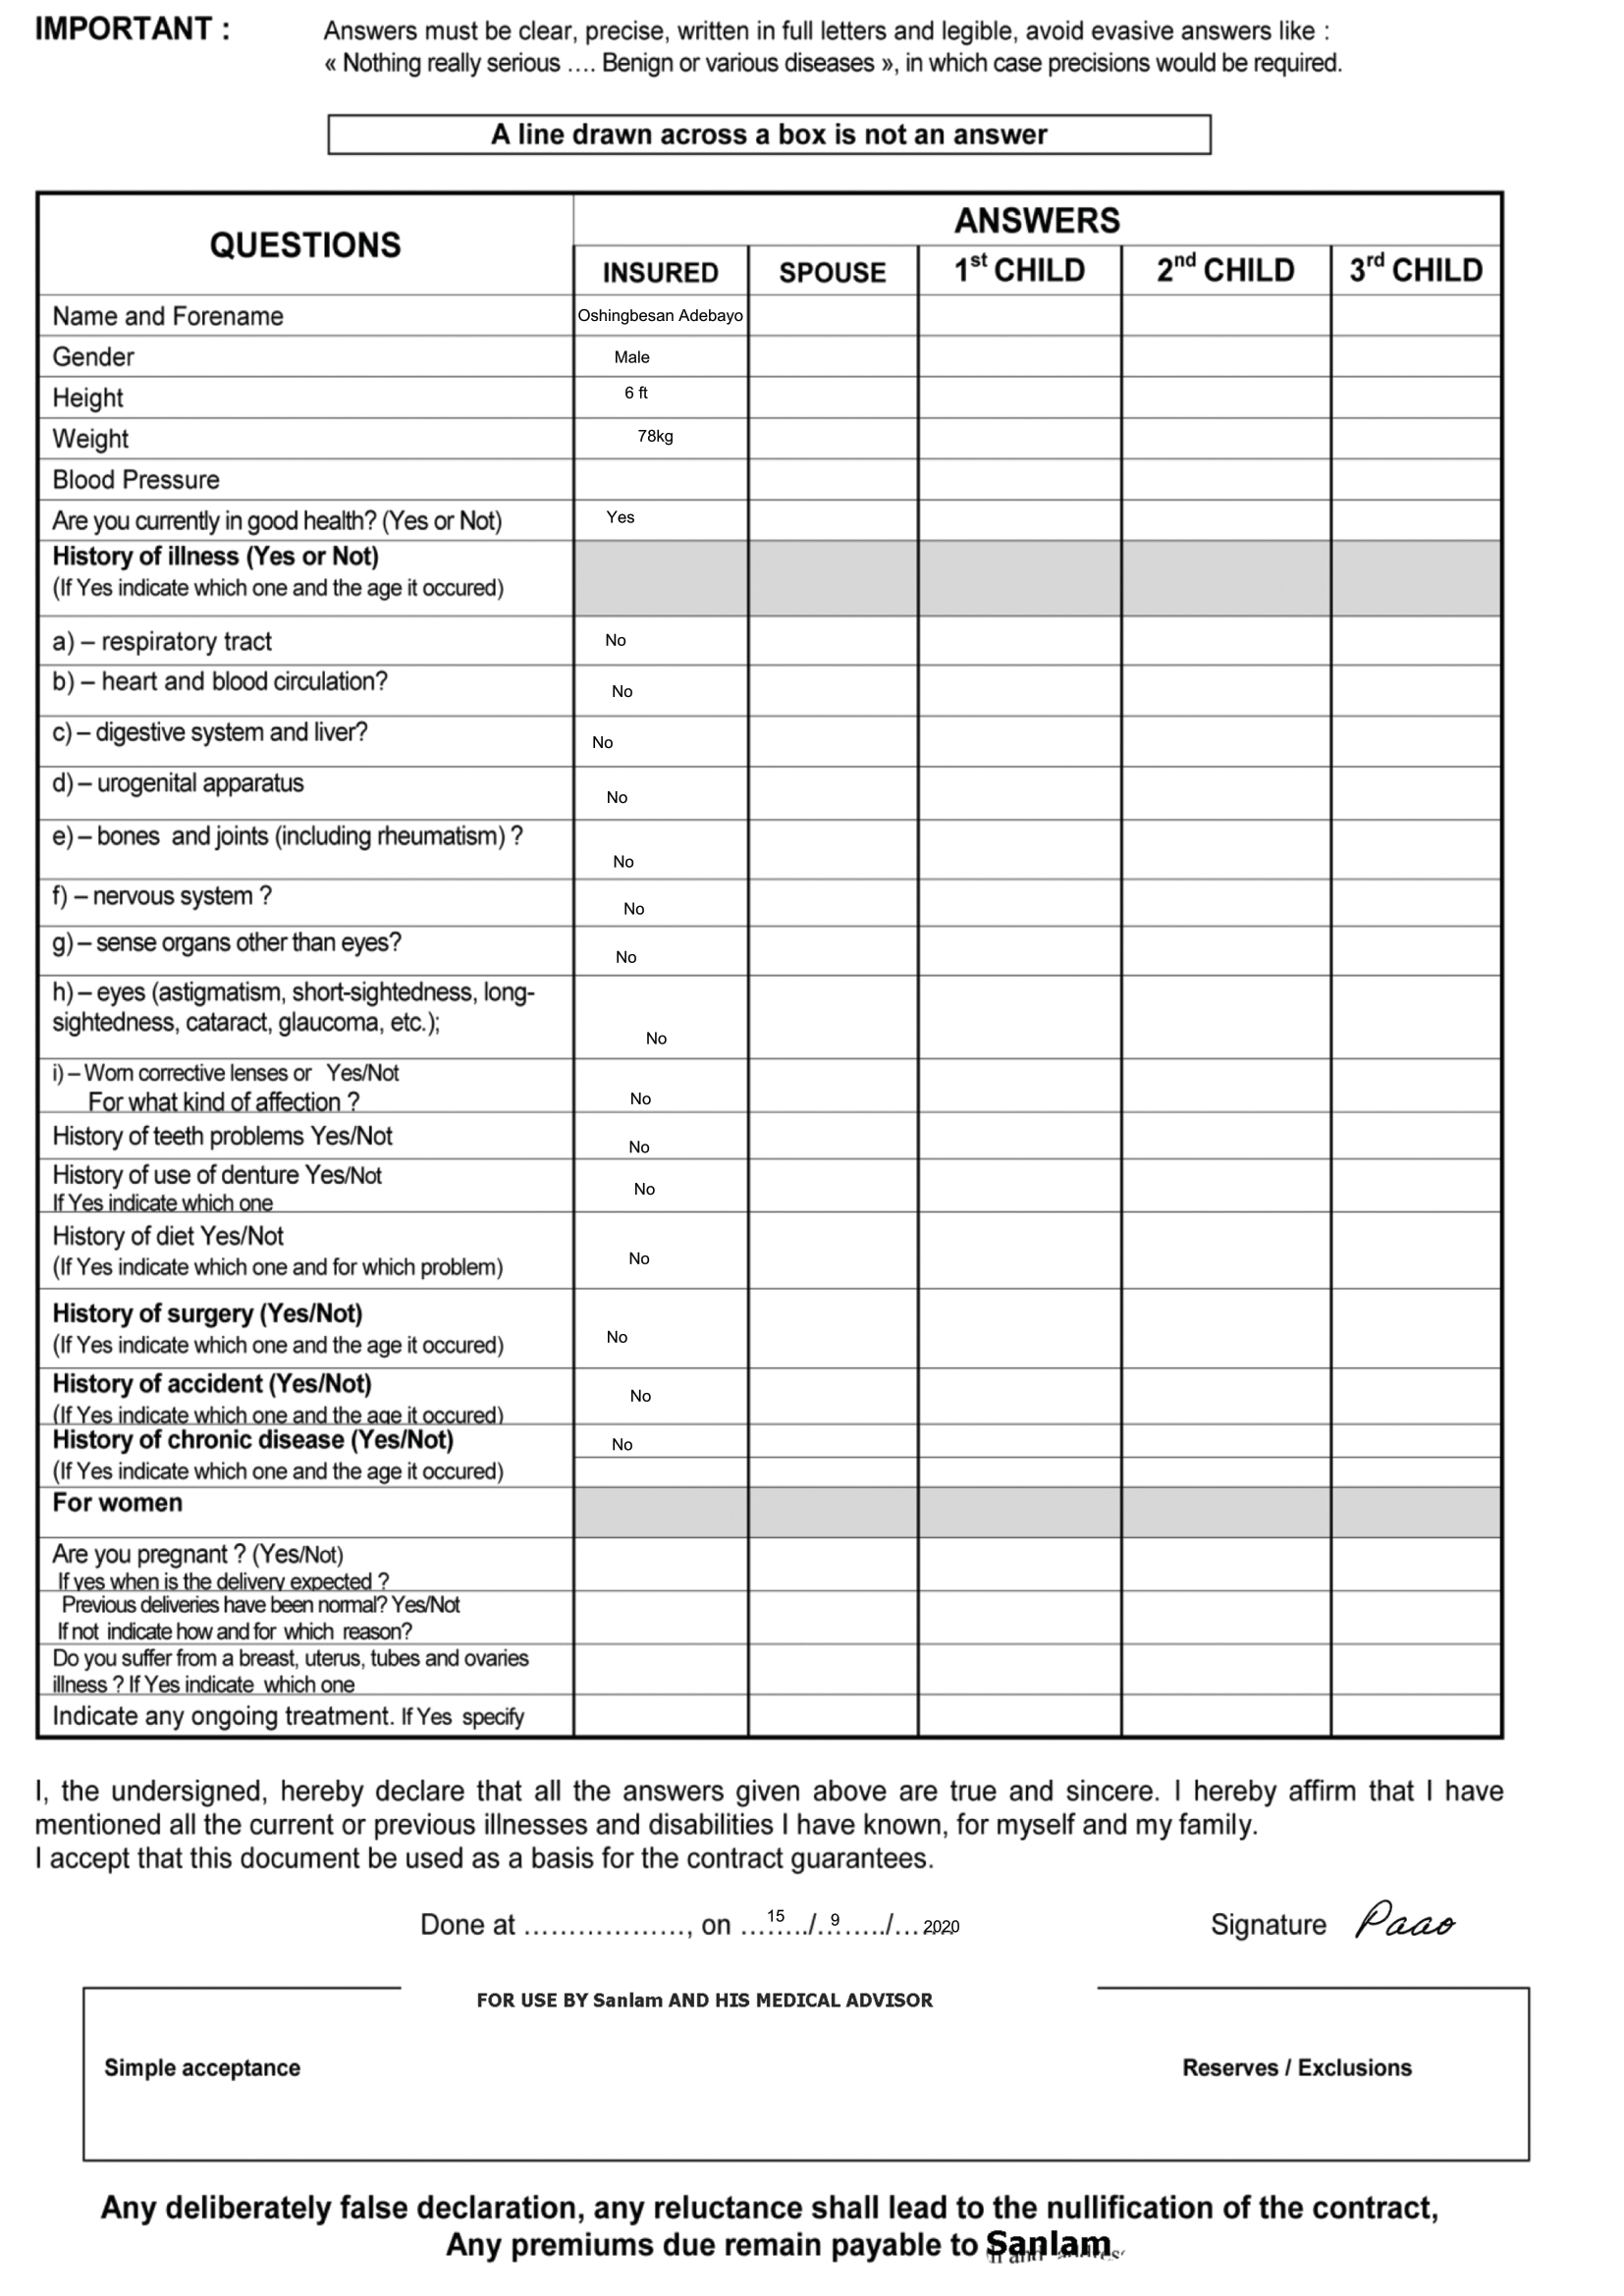 IMPORTANT : Answers must be clear, precise, written in full letters and legible, avoid evasive answers like :
« Nothing really serious …. Benign or various diseases », in which case precisions would be required.
A line drawn across a box is not an answer
QUESTIONS ANSWERS
INSURED SPOUSE 1st CHILD 2nd CHILD 3rd CHILD
Name and Forename Oshingbesan Adebayo
Gender Male
Height 6 ft
Weight 78kg
Blood Pressure
Are you currently in good health? (Yes or Not) Yes
History of illness (Yes or Not)
(If Yes indicate which one and the age it occured)
a) – respiratory tract No
b) – heart and blood circulation? No
c) – digestive system and liver? No
d) – urogenital apparatus No
e) – bones and joints (including rheumatism) ? No
f) – nervous system ? No
g) – sense organs other than eyes? No
h) – eyes (astigmatism, short-sightedness, long-
sightedness, cataract, glaucoma, etc.); No
i) – Worn corrective lenses or Yes/Not
For what kind of affection ? No
History of teeth problems Yes/Not No
History of use of denture Yes/Not No
If Yes indicate which one
History of diet Yes/Not
(If Yes indicate which one and for which problem) No
History of surgery (Yes/Not)
(If Yes indicate which one and the age it occured) No
History of accident (Yes/Not) No
(If Yes indicate which one and the age it occured)
History of chronic disease (Yes/Not) No
(If Yes indicate which one and the age it occured)
For women
Are you pregnant ? (Yes/Not)
If yes when is the delivery expected ?
Previous deliveries have been normal? Yes/Not
If not indicate how and for which reason?
Do you suffer from a breast, uterus, tubes and ovaries
illness ? If Yes indicate which one
Indicate any ongoing treatment. If Yes specify
I, the undersigned, hereby declare that all the answers given above are true and sincere. I hereby affirm that I have
mentioned all the current or previous illnesses and disabilities I have known, for myself and my family.
I accept that this document be used as a basis for the contract guarantees.
Done at ………………, on …15…../..9…../…2020 Signature Paao
FOR USE BY Sanlam AND HIS MEDICAL ADVISOR
Simple acceptance Reserves / Exclusions
Any deliberately false declaration, any reluctance shall lead to the nullification of the contract,
Any premiums due remain payable to Sanlam